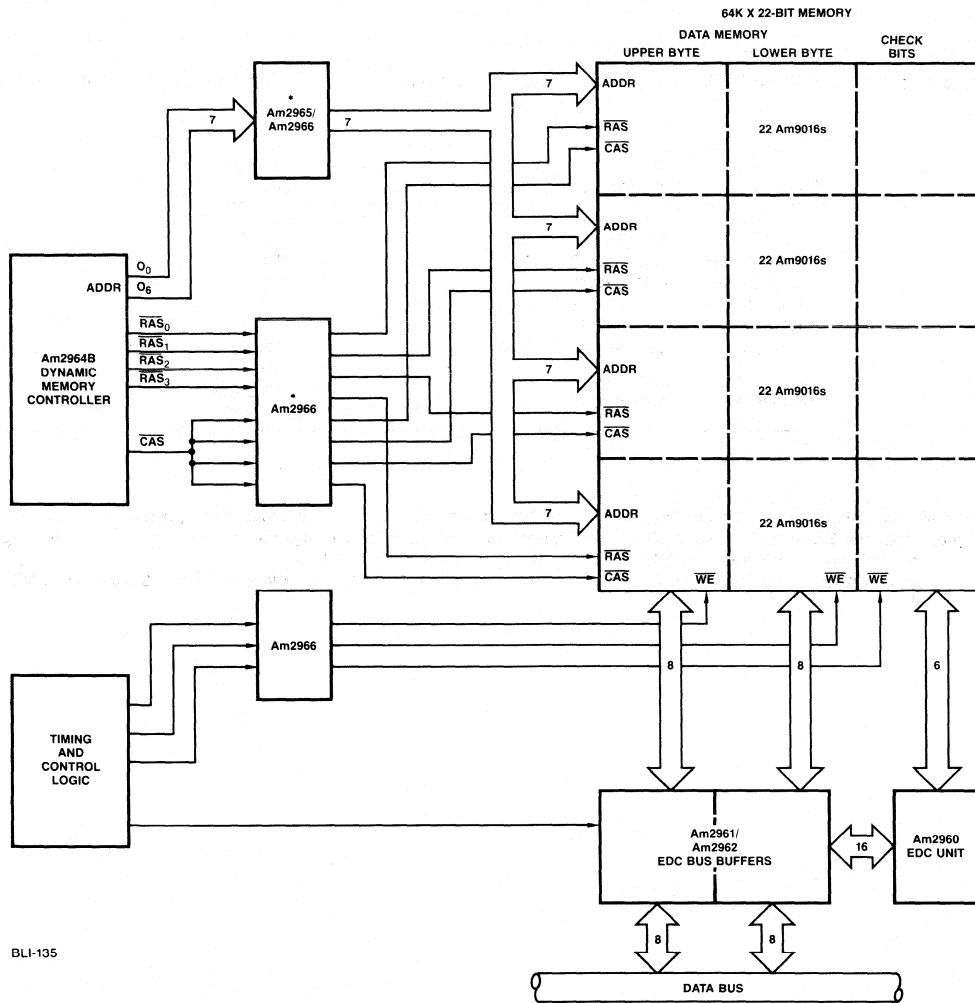 64K X 22-BIT MEMORY
DATA MEMORY
UPPER BYTE
LOWER BYTE
CHECK
BITS
*
Am2965/
Am2966
7
7
7
ADDR
RAS
CAS
22 Am9016s
7
ADDR
RAS
CAS
22 Am9016s
7
ADDR
RAS
CAS
22 Am9016s
7
ADDR
RAS
CAS
22 Am9016s
WE
WE
WE
ADDR
O0
O6
RAS0
RAS1
RAS2
RAS3
CAS
Am2964B
DYNAMIC
MEMORY
CONTROLLER
*
Am2966
Am2966
TIMING
AND
CONTROL
LOGIC
8
8
6
Am2961/
Am2962
EDC BUS BUFFERS
16
Am2960
EDC UNIT
8
8
DATA BUS
BLI-135